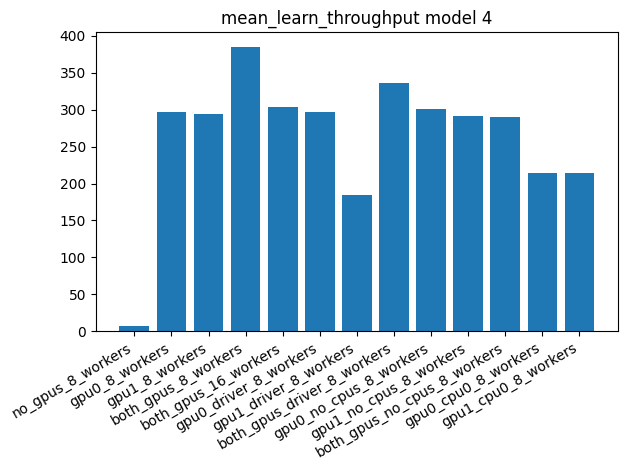 mean_learn_throughput model 4
400
350
300
250
200
150
100
50
0
no_gpus_8_workers
gpu0_8_workers
gpu1_8_workers
both_gpus_8_workers
both_gpus_16_workers
gpu0_driver_8_workers
gpu1_driver_8_workers
both_gpus_driver_8_workers
gpu0_no_cpus_8_workers
gpu1_no_cpus_8_workers
both_gpus_no_cpus_8_workers
gpu0_cpu0_8_workers
gpu1_cpu0_8_workers